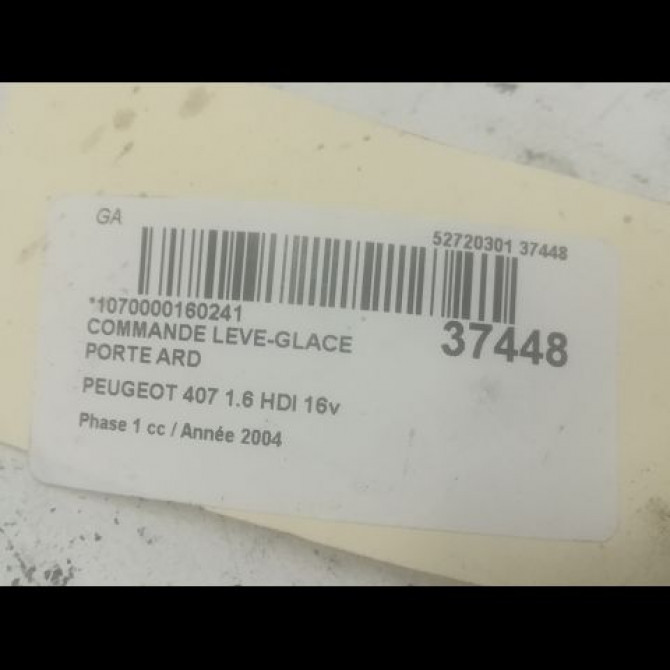 GA
52720301 37448
*1070000160241
37448
COMMANDE LEVE-GLACE
PORTE ARD
PEUGEOT 407 1.6 HDI 16v
Phase 1 cc / Année 2004